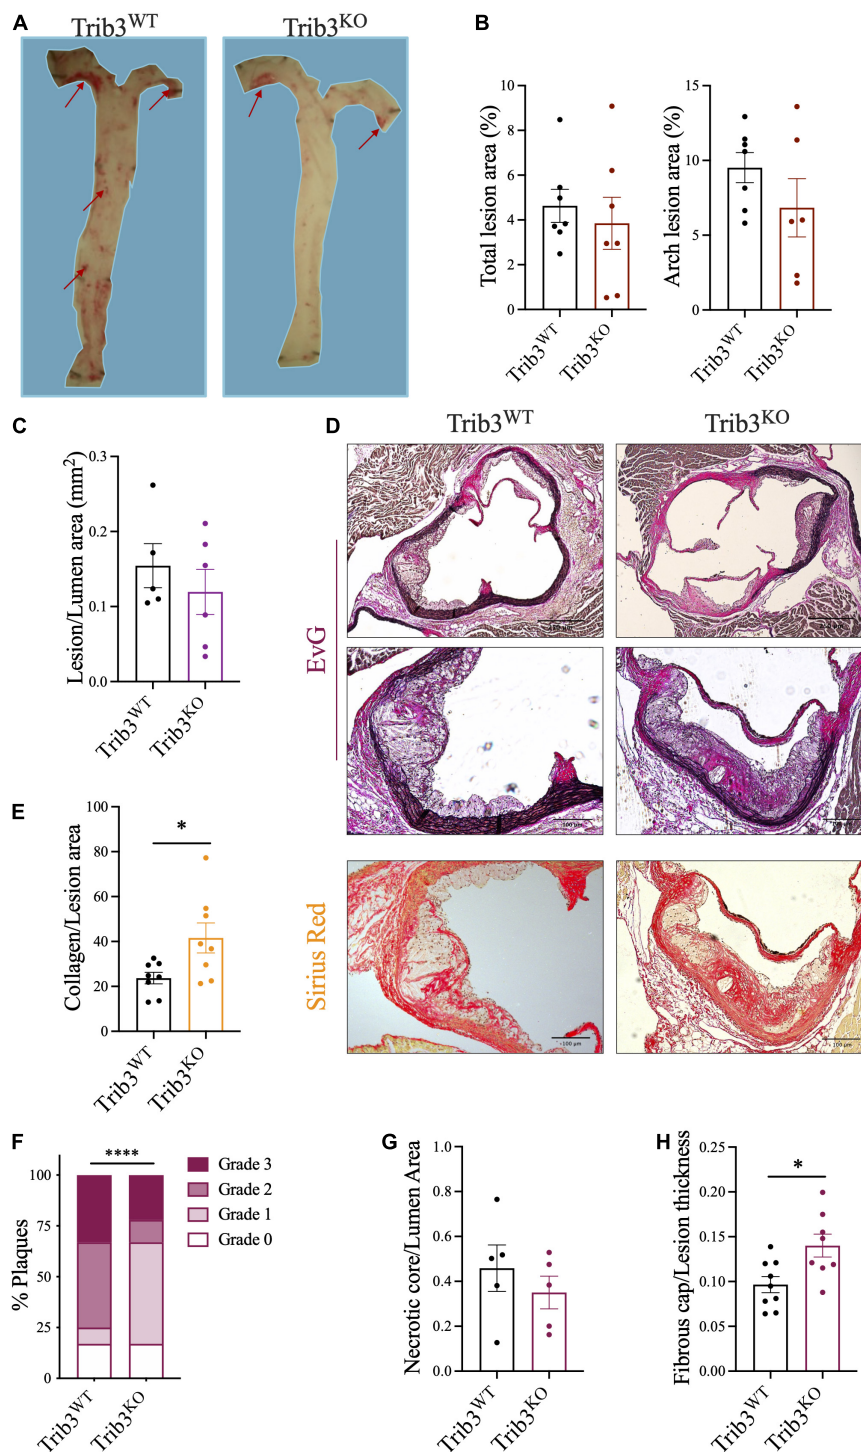 A
Trib3WT
Trib3KO
B
Total lesion area (%)
10
8
6
4
2
0
Trib3WT
Trib3KO
Arch lesion area (%)
15
10
5
0
Trib3WT
Trib3KO
C
Lesion/Lumen area (mm2)
0.3
0.2
0.1
0.0
Trib3WT
Trib3KO
D
Trib3WT
Trib3KO
EvG
Sirius Red
100 µm
100 µm
E
Collagen/Lesion area
100
80
60
40
20
0
*
Trib3WT
Trib3KO
F
% Plaques
100
75
50
25
0
****
Grade 3
Grade 2
Grade 1
Grade 0
Trib3WT
Trib3KO
G
Necrotic core/Lumen Area
1.0
0.8
0.6
0.4
0.2
0.0
Trib3WT
Trib3KO
H
Fibrous cap/Lesion thickness
0.25
0.20
0.15
0.10
0.05
0.00
*
Trib3WT
Trib3KO